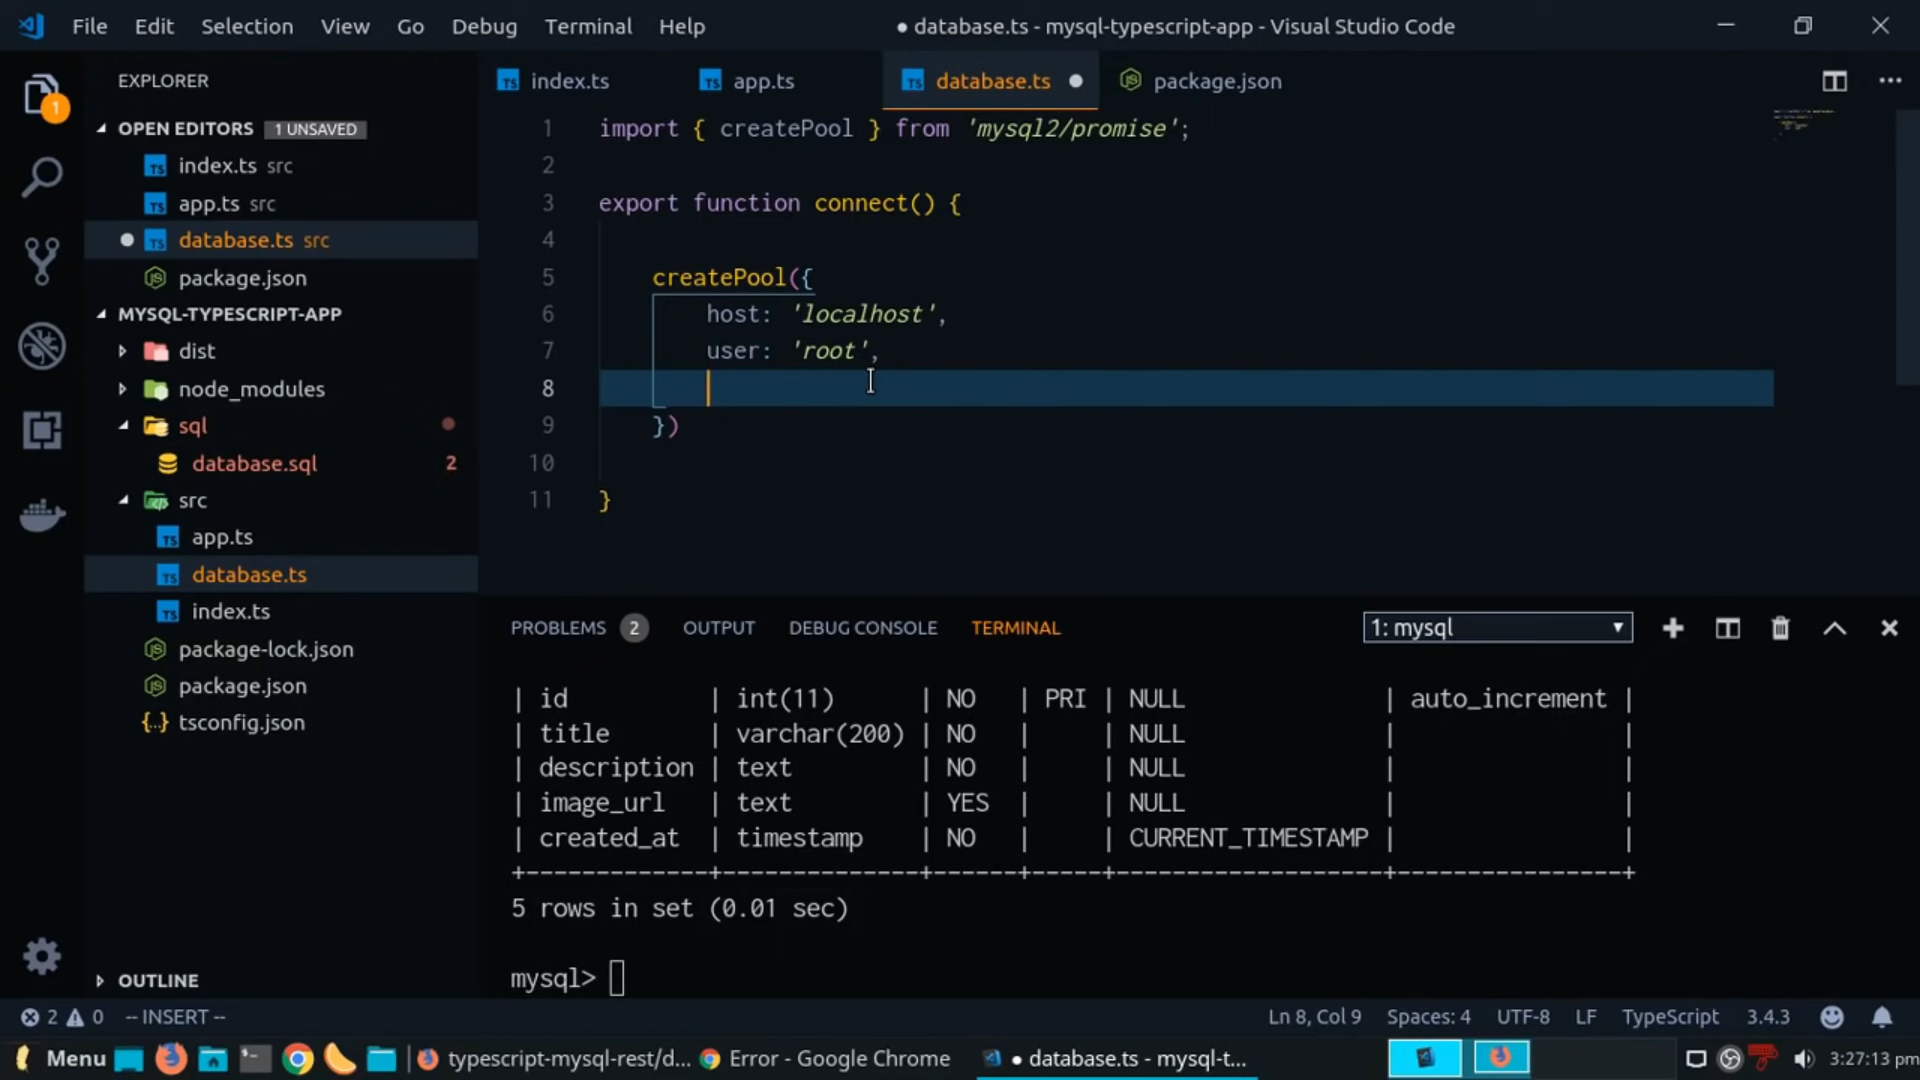 File Edit Selection View Go Debug Terminal Help
● database.ts - mysql-typescript-app - Visual Studio Code
EXPLORER
OPEN EDITORS 1 UNSAVED
index.ts src
app.ts src
database.ts src
package.json
MYSQL-TYPESCRIPT-APP
dist
node_modules
sql
database.sql 2
src
app.ts
database.ts
index.ts
package-lock.json
package.json
tsconfig.json
OUTLINE
1
TS index.ts TS app.ts TS database.ts ● package.json
1 import { createPool } from 'mysql2/promise';
2
3 export function connect() {
4
5 createPool({
6 host: 'localhost',
7 user: 'root',
8
9 })
10
11 }
PROBLEMS 2 OUTPUT DEBUG CONSOLE TERMINAL 1: mysql
| id | int(11) | NO | PRI | NULL | auto_increment |
| title | varchar(200) | NO | | NULL | |
| description | text | NO | | NULL | |
| image_url | text | YES | | NULL | |
| created_at | timestamp | NO | | CURRENT_TIMESTAMP | |
+-------------+--------------+------+-----+-------------------+----------------+
5 rows in set (0.01 sec)
mysql>
2 0 -- INSERT -- Ln 8, Col 9 Spaces: 4 UTF-8 LF TypeScript 3.4.3
Menu typescript-mysql-rest/d... Error - Google Chrome ● database.ts - mysql-t... 3:27:13 pm